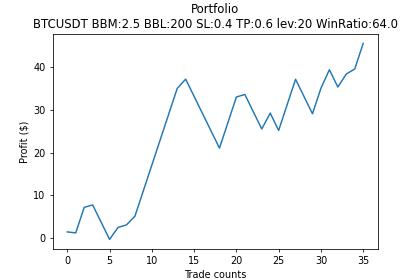 Portfolio
BTCUSDT BBM:2.5 BBL:200 SL:0.4 TP:0.6 lev:20 WinRatio:64.0
40
30
20
10
0
Profit ($)
0 5 10 15 20 25 30 35
Trade counts